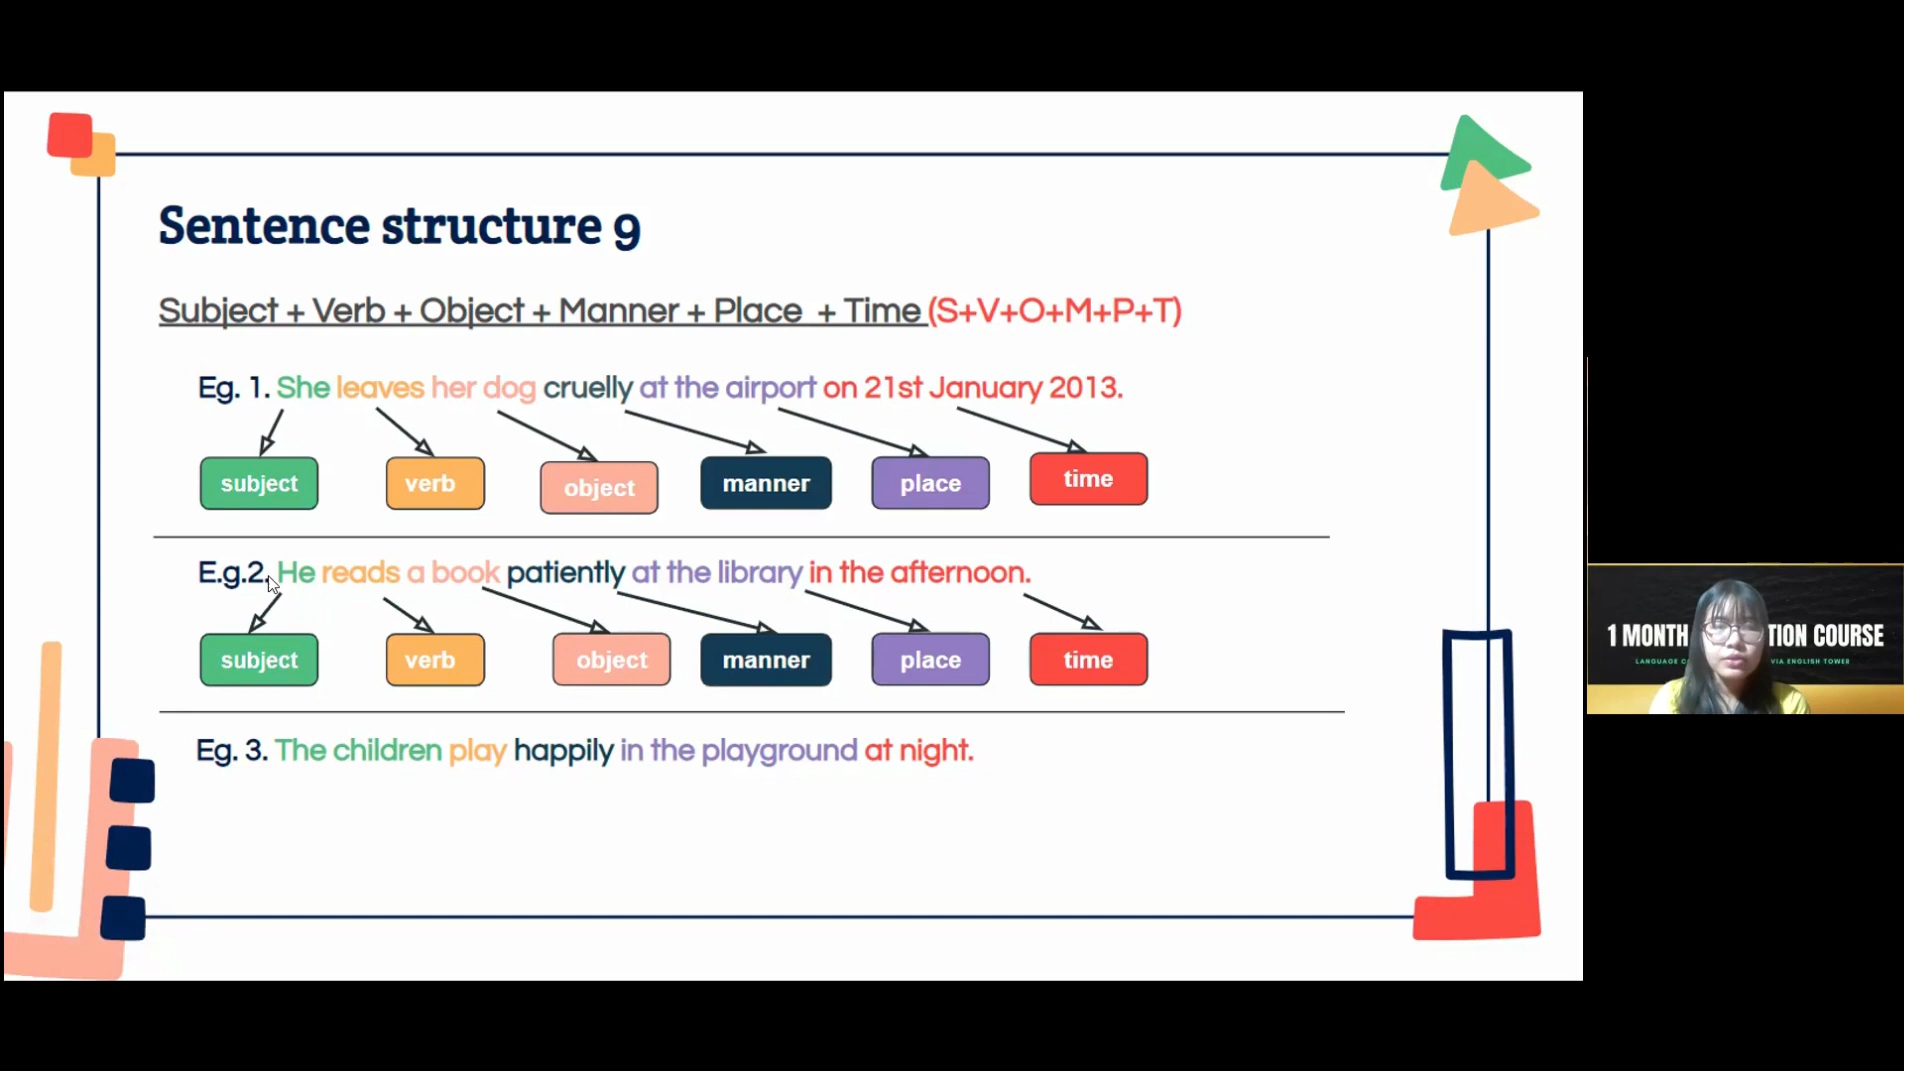 Sentence structure 9
Subject + Verb + Object + Manner + Place + Time (S+V+O+M+P+T)
Eg. 1. She leaves her dog cruelly at the airport on 21st January 2013.
subject verb object manner place time
E.g.2. He reads a book patiently at the library in the afternoon.
subject verb object manner place time
Eg. 3. The children play happily in the playground at night.
1 MONTH TION COURSE
LANGUAGE C VIA ENGLISH TOWER